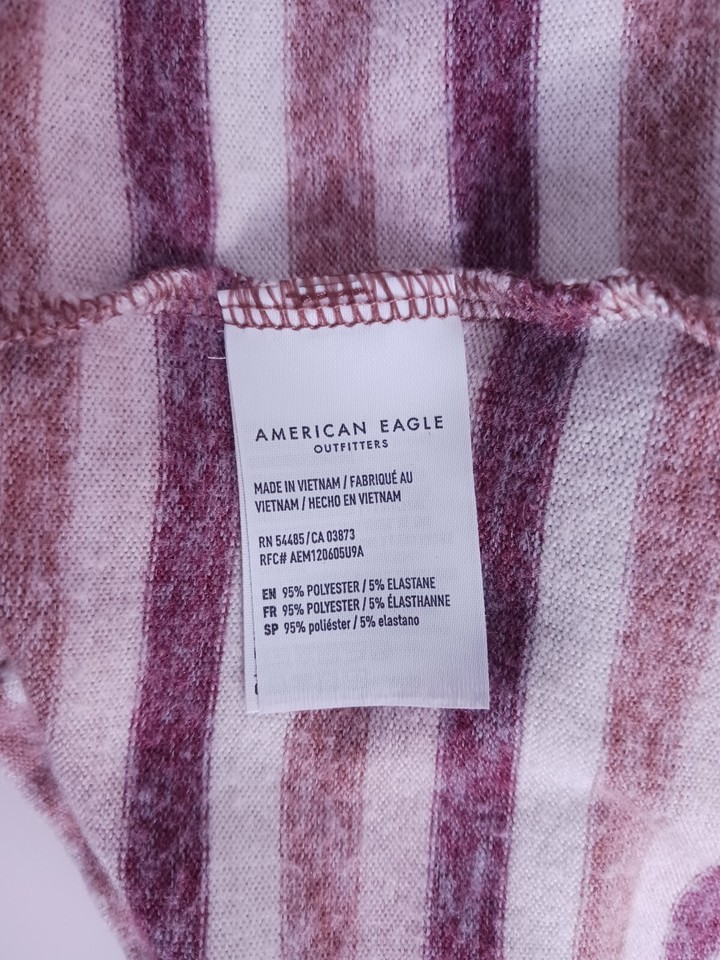 AMERICAN EAGLE
OUTFITTERS
MADE IN VIETNAM / FABRIQUÉ AU
VIETNAM / HECHO EN VIETNAM
RN 54485/CA 03873
RFC# AEM120605U9A
EN 95% POLYESTER / 5% ELASTANE
FR 95% POLYESTER / 5% ÉLASTHANNE
SP 95% poliéster / 5% elastano